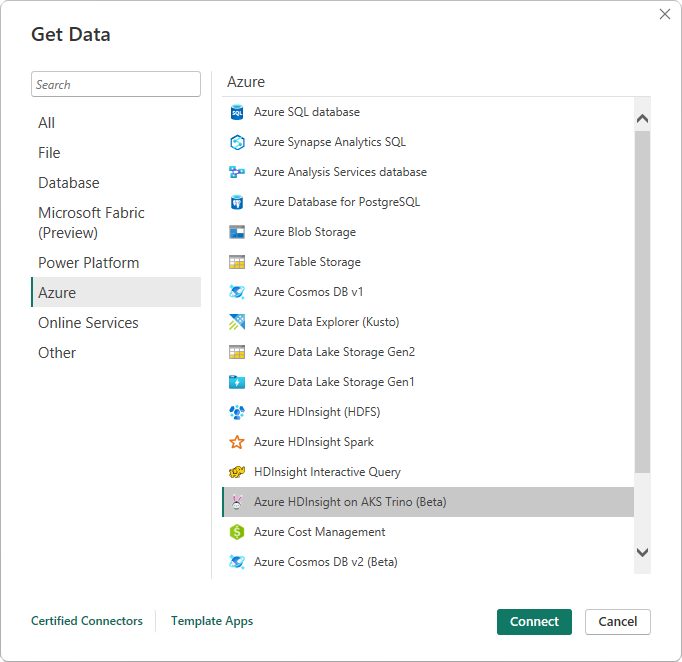 Get Data
Search
All
File
Database
Microsoft Fabric
(Preview)
Power Platform
Azure
Online Services
Other
Azure
Azure SQL database
Azure Synapse Analytics SQL
Azure Analysis Services database
Azure Database for PostgreSQL
Azure Blob Storage
Azure Table Storage
Azure Cosmos DB v1
Azure Data Explorer (Kusto)
Azure Data Lake Storage Gen2
Azure Data Lake Storage Gen1
Azure HDInsight (HDFS)
Azure HDInsight Spark
HDInsight Interactive Query
Azure HDInsight on AKS Trino (Beta)
Azure Cost Management
Azure Cosmos DB v2 (Beta)
Certified Connectors
Template Apps
Connect
Cancel